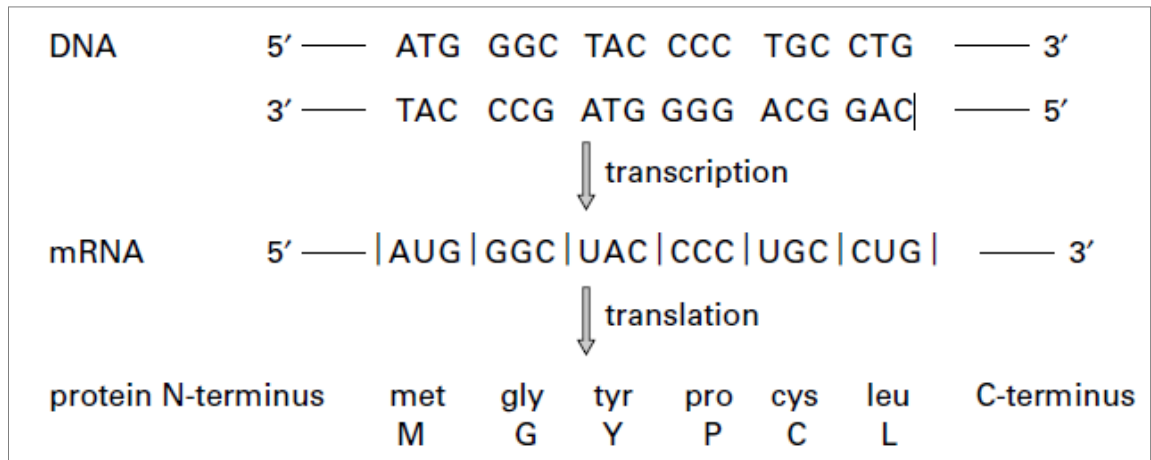 DNA 5′ ATG GGC TAC CCC TGC CTG 3′
3′ TAC CCG ATG GGG ACG GAC 5′
transcription
mRNA 5′ |AUG|GGC|UAC|CCC|UGC|CUG| 3′
translation
protein N-terminus met gly tyr pro cys leu C-terminus
M G Y P C L